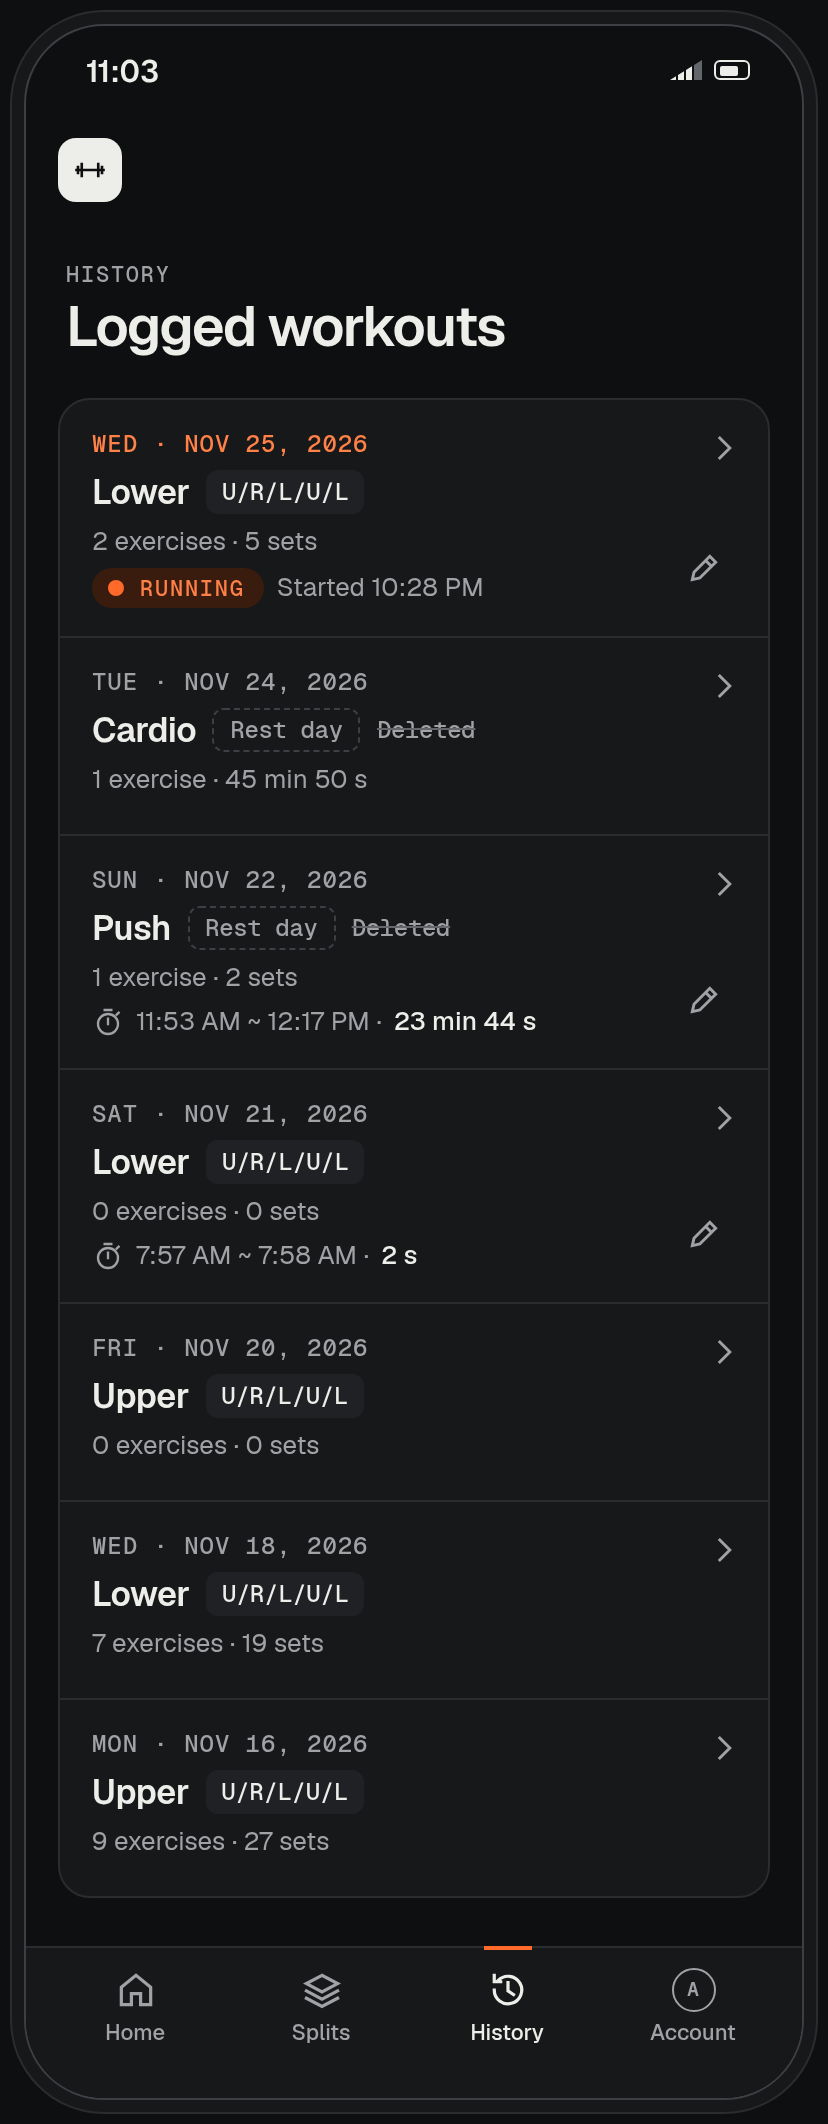 11:03
HISTORY
Logged workouts
WED · NOV 25, 2026
Lower U/R/L/U/L
2 exercises · 5 sets
RUNNING Started 10:28 PM
TUE · NOV 24, 2026
Cardio Rest day Deleted
1 exercise · 45 min 50 s
SUN · NOV 22, 2026
Push Rest day Deleted
1 exercise · 2 sets
11:53 AM ~ 12:17 PM · 23 min 44 s
SAT · NOV 21, 2026
Lower U/R/L/U/L
0 exercises · 0 sets
7:57 AM ~ 7:58 AM · 2 s
FRI · NOV 20, 2026
Upper U/R/L/U/L
0 exercises · 0 sets
WED · NOV 18, 2026
Lower U/R/L/U/L
7 exercises · 19 sets
MON · NOV 16, 2026
Upper U/R/L/U/L
9 exercises · 27 sets
A
Home Splits History Account